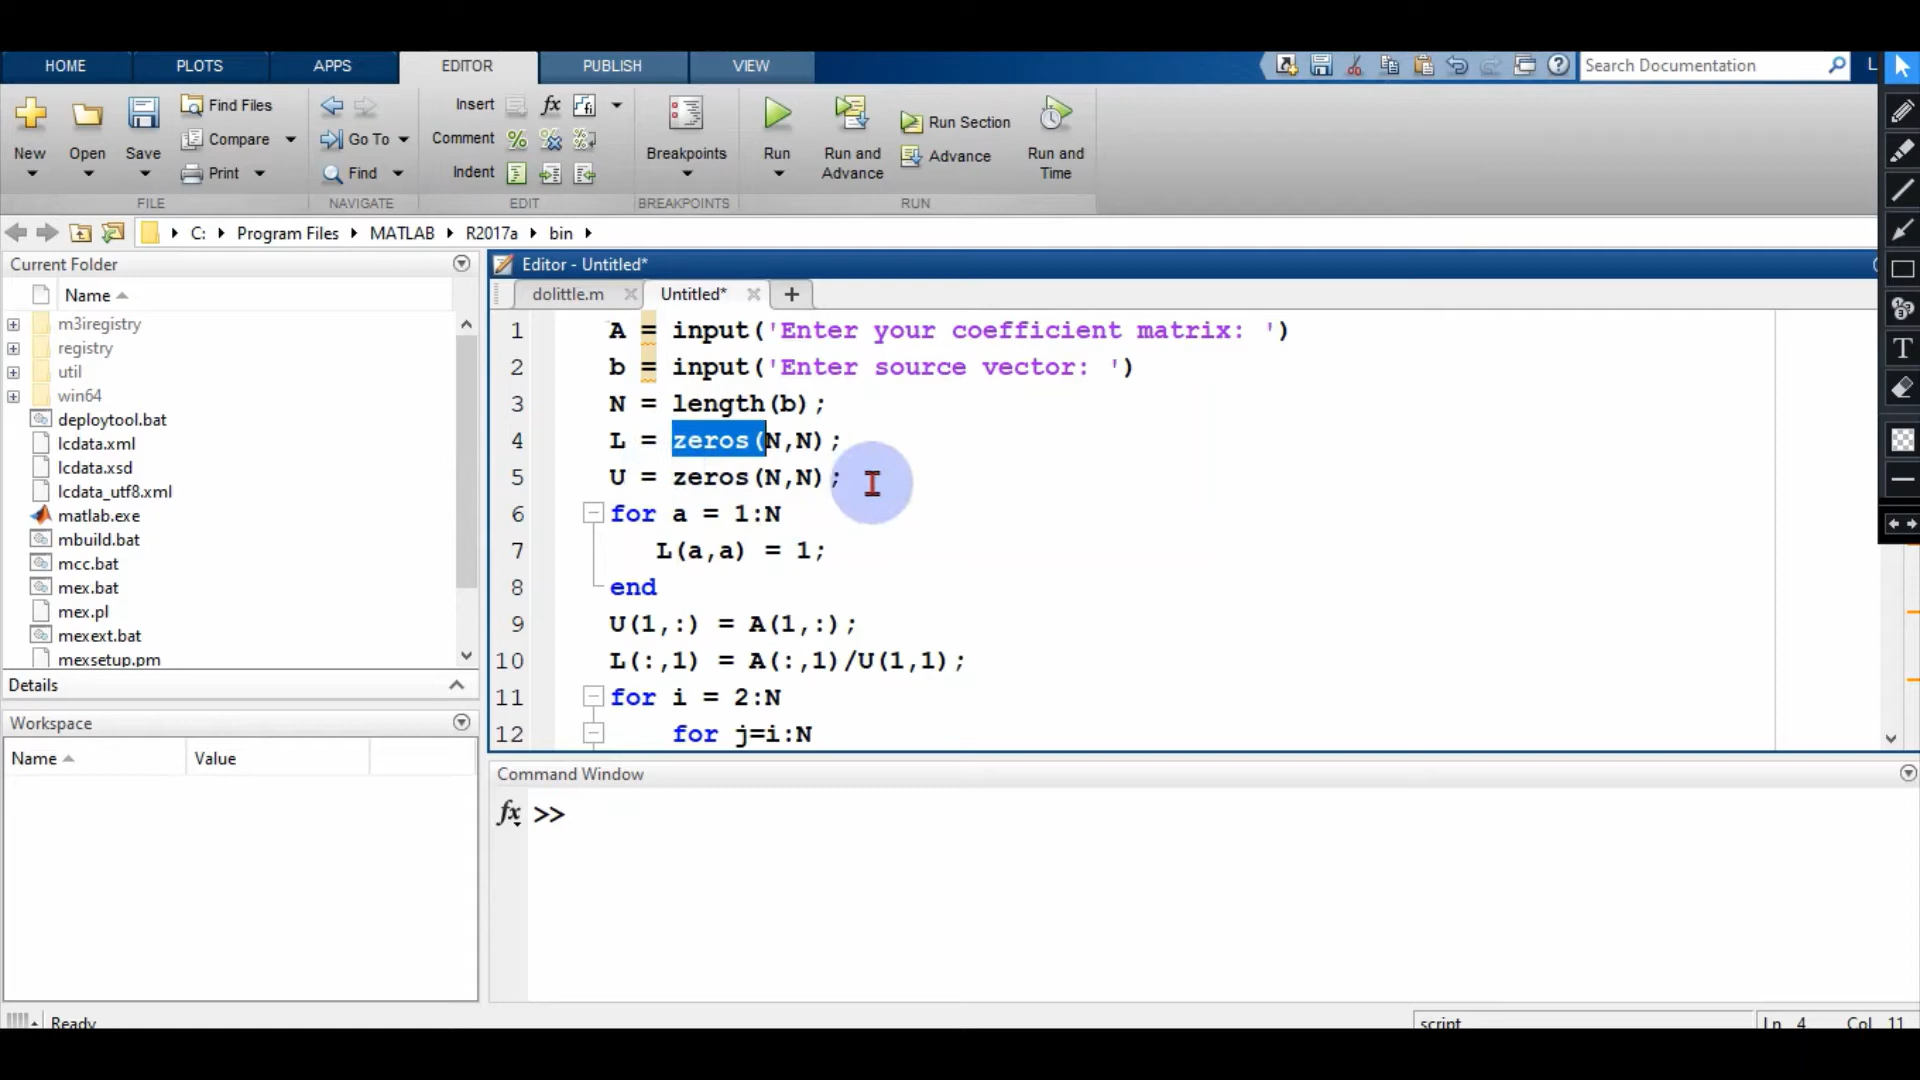 HOME PLOTS APPS EDITOR PUBLISH VIEW Search Documentation L
New Open Save Find Files Compare Print Go To Find Insert fx fi Comment Indent Breakpoints Run Run and Advance Run Section Advance Run and Time
FILE NAVIGATE EDIT BREAKPOINTS RUN
C: Program Files MATLAB R2017a bin
Current Folder
Name
m3iregistry
registry
util
win64
deploytool.bat
lcdata.xml
lcdata.xsd
lcdata_utf8.xml
matlab.exe
mbuild.bat
mcc.bat
mex.bat
mex.pl
mexext.bat
mexsetup.pm
Details
Workspace
Name Value
Editor - Untitled*
dolittle.m Untitled*
1 A = input('Enter your coefficient matrix: ')
2 b = input('Enter source vector: ')
3 N = length(b);
4 L = zeros(N,N);
5 U = zeros(N,N);
6 for a = 1:N
7 L(a,a) = 1;
8 end
9 U(1,:) = A(1,:);
10 L(:,1) = A(:,1)/U(1,1);
11 for i = 2:N
12 for j=i:N
Command Window
fx >>
T
Ready script Ln 4 Col 11